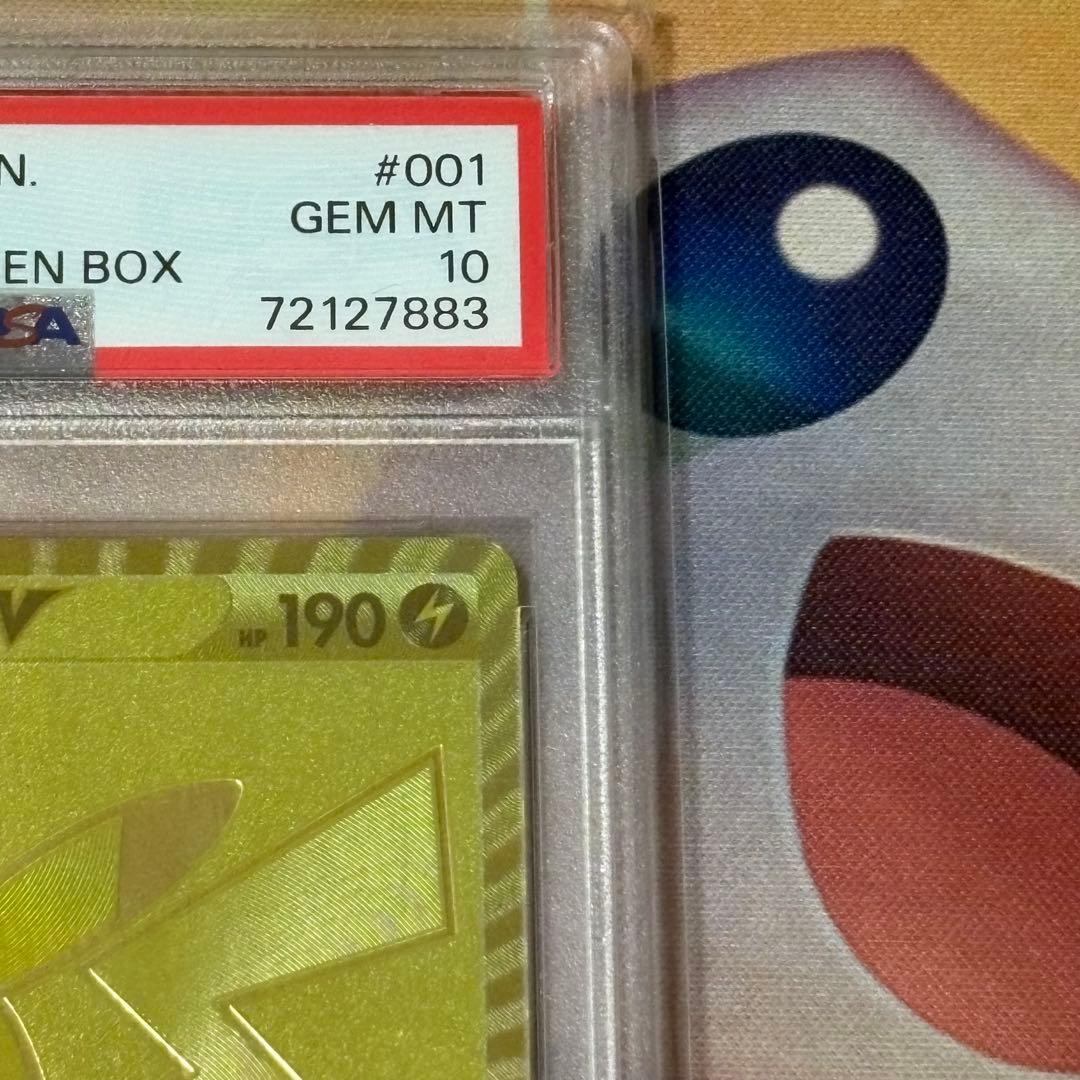 N. #001
GEM MT
EN BOX 10
SA 72127883
V HP 190